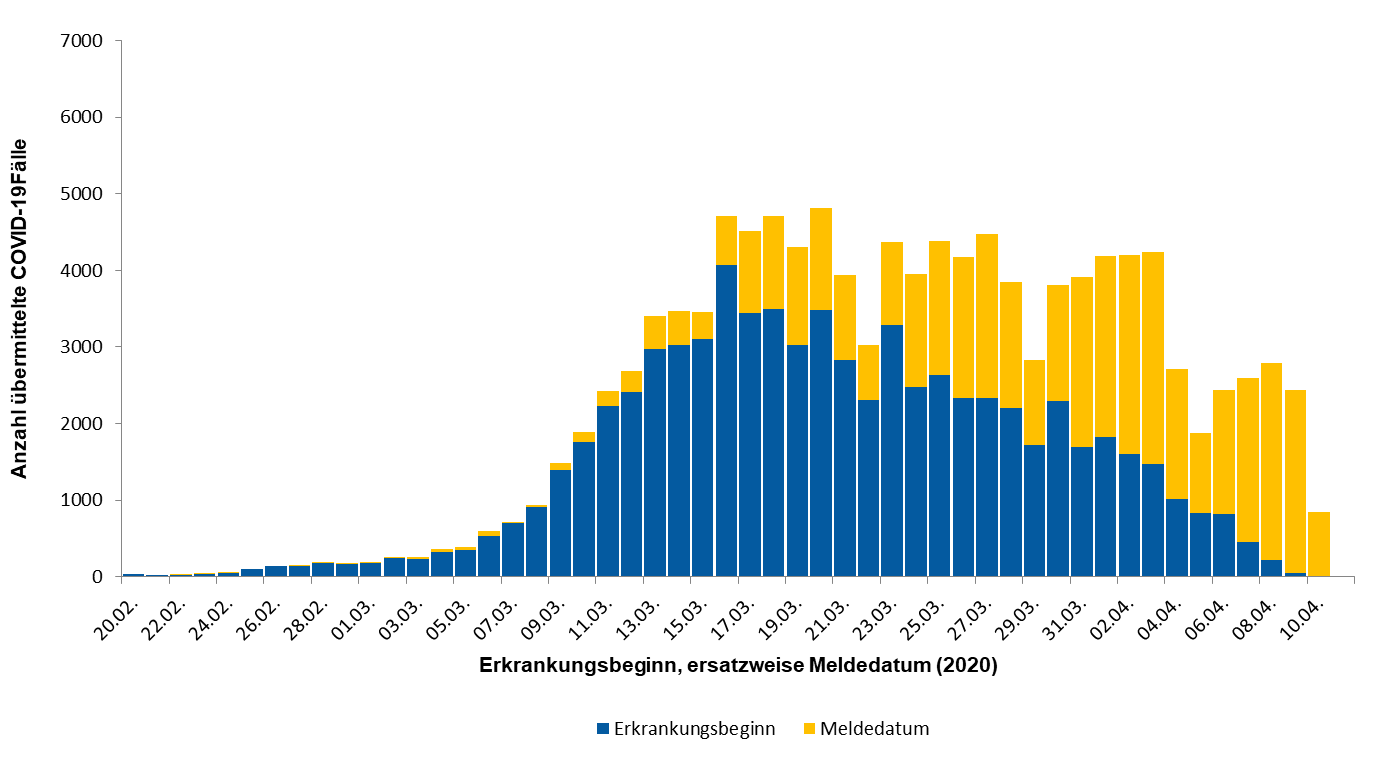 7000
6000
5000
4000
3000
2000
1000
0
Anzahl übermittelte COVID-19Fälle
20.02. 22.02. 24.02. 26.02. 28.02. 01.03. 03.03. 05.03. 07.03. 09.03. 11.03. 13.03. 15.03. 17.03. 19.03. 21.03. 23.03. 25.03. 27.03. 29.03. 31.03. 02.04. 04.04. 06.04. 08.04. 10.04.
Erkrankungsbeginn, ersatzweise Meldedatum (2020)
Erkrankungsbeginn Meldedatum